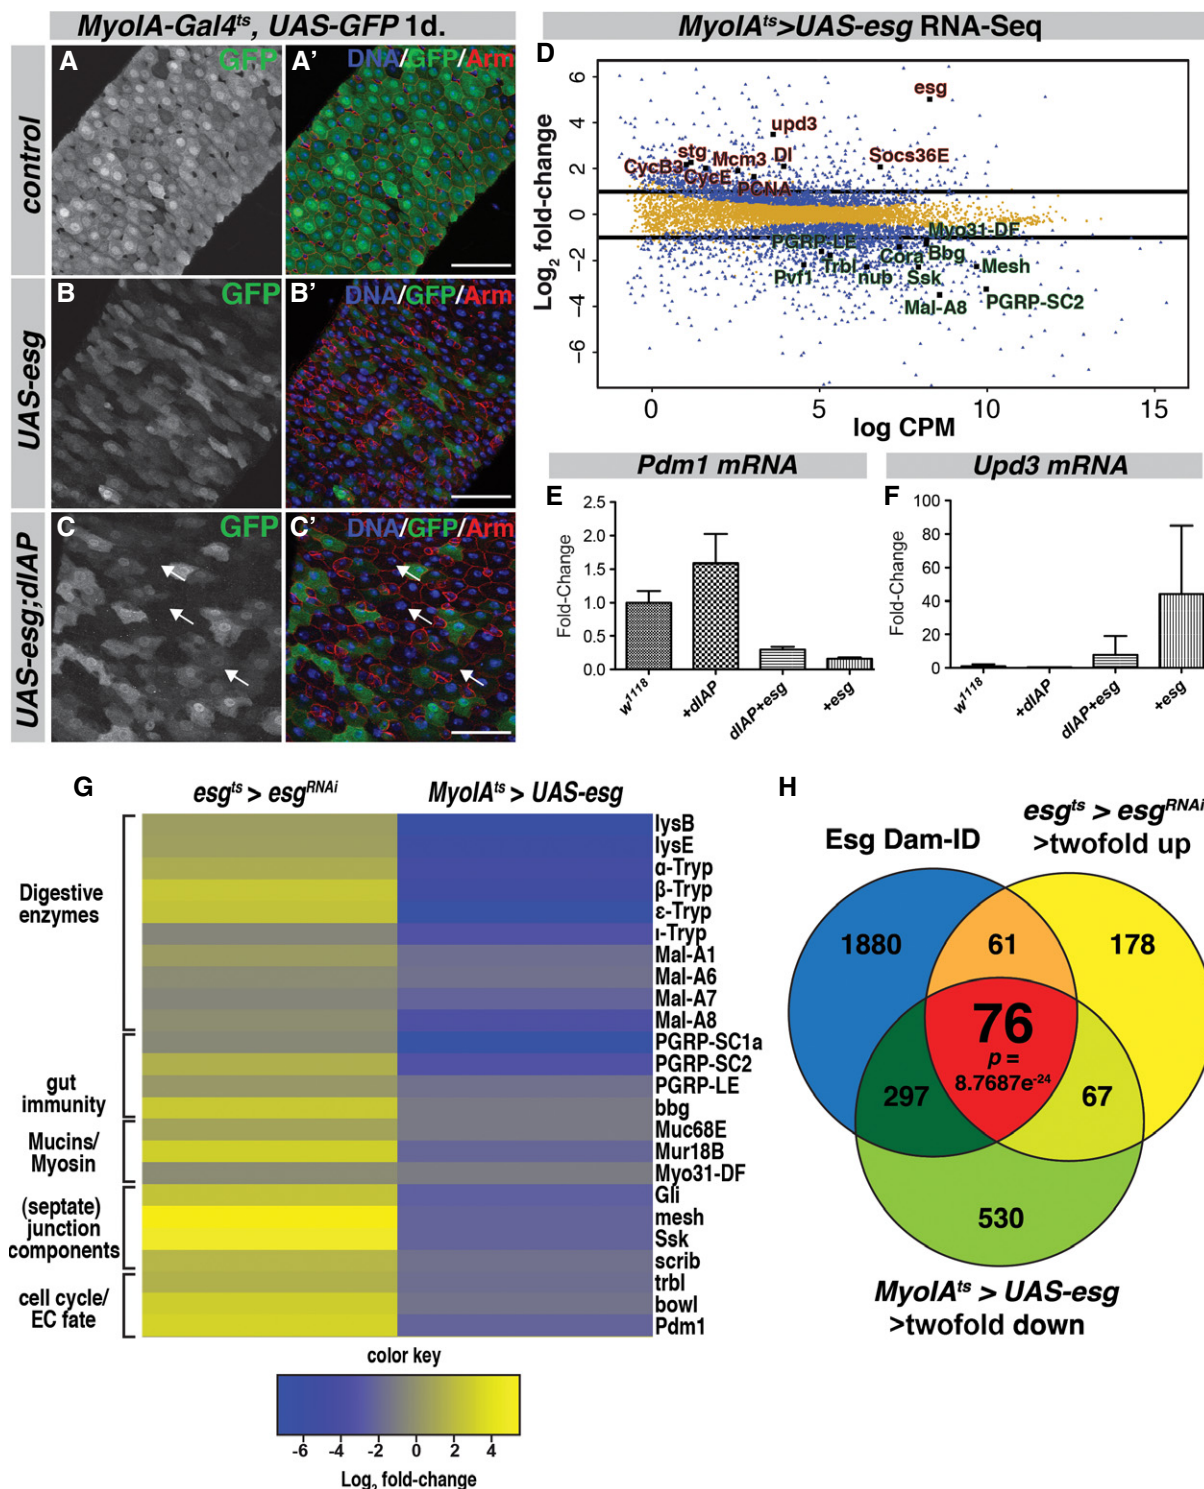 MyoIA-Gal4ts, UAS-GFP 1d.
MyoIAts>UAS-esg RNA-Seq
control
UAS-esg
UAS-esg;dIAP
A
GFP
A'
DNA/GFP/Arm
B
GFP
B'
DNA/GFP/Arm
C
GFP
C'
DNA/GFP/Arm
D
Log2 fold-change
6
4
2
0
−2
−4
−6
esg
upd3
stg
Mcm3
Dl
Socs36E
CycB3
CycE
PCNA
Myo31-DF
PGRP-LE
Cora
Bbg
Trbl
Mesh
Pvf1
nub
Ssk
Mal-A8
PGRP-SC2
0
5
10
15
log CPM
Pdm1 mRNA
Upd3 mRNA
E
Fold-Change
2.5
2.0
1.5
1.0
0.5
0.0
w1118
+dIAP
dIAP+esg
+esg
F
Fold-Change
100
80
60
40
20
0
w1118
+dIAP
dIAP+esg
+esg
G
esgts > esgRNAi
MyoIAts > UAS-esg
Digestive
enzymes
gut
immunity
Mucins/
Myosin
(septate)
junction
components
cell cycle/
EC fate
lysB
lysE
α-Tryp
β-Tryp
ε-Tryp
ι-Tryp
Mal-A1
Mal-A6
Mal-A7
Mal-A8
PGRP-SC1a
PGRP-SC2
PGRP-LE
bbg
Muc68E
Mur18B
Myo31-DF
Gli
mesh
Ssk
scrib
trbl
bowl
Pdm1
color key
-6
-4
-2
0
2
4
Log2 fold-change
H
Esg Dam-ID
esgts > esgRNAi
>twofold up
1880
61
178
76
p =
8.7687e-24
297
67
530
MyoIAts > UAS-esg
>twofold down